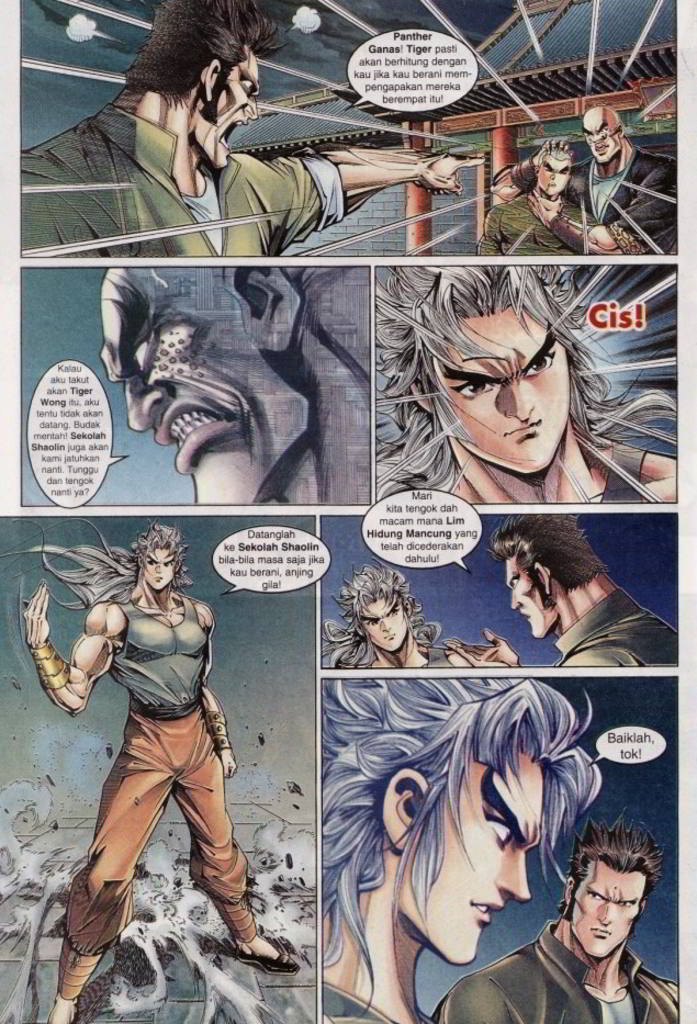 Panther
Ganas! Tiger pasti
akan berhitung dengan
kau jika kau berani mem-
pengapakan mereka
berempat itu!
Kalau
aku takut
akan Tiger
Wong itu, aku
tentu tidak akan
datang. Budak
mentah! Sekolah
Shaolin juga akan
kami jatuhkan
nanti. Tunggu
dan tengok
nanti ya?
Cis!
Datanglah
ke Sekolah Shaolin
bila-bila masa saja jika
kau berani, anjing
gila!
Mari
kita tengok dah
macam mana Lim
Hidung Mancung yang
telah dicederakan
dahulu!
Baiklah,
tok!